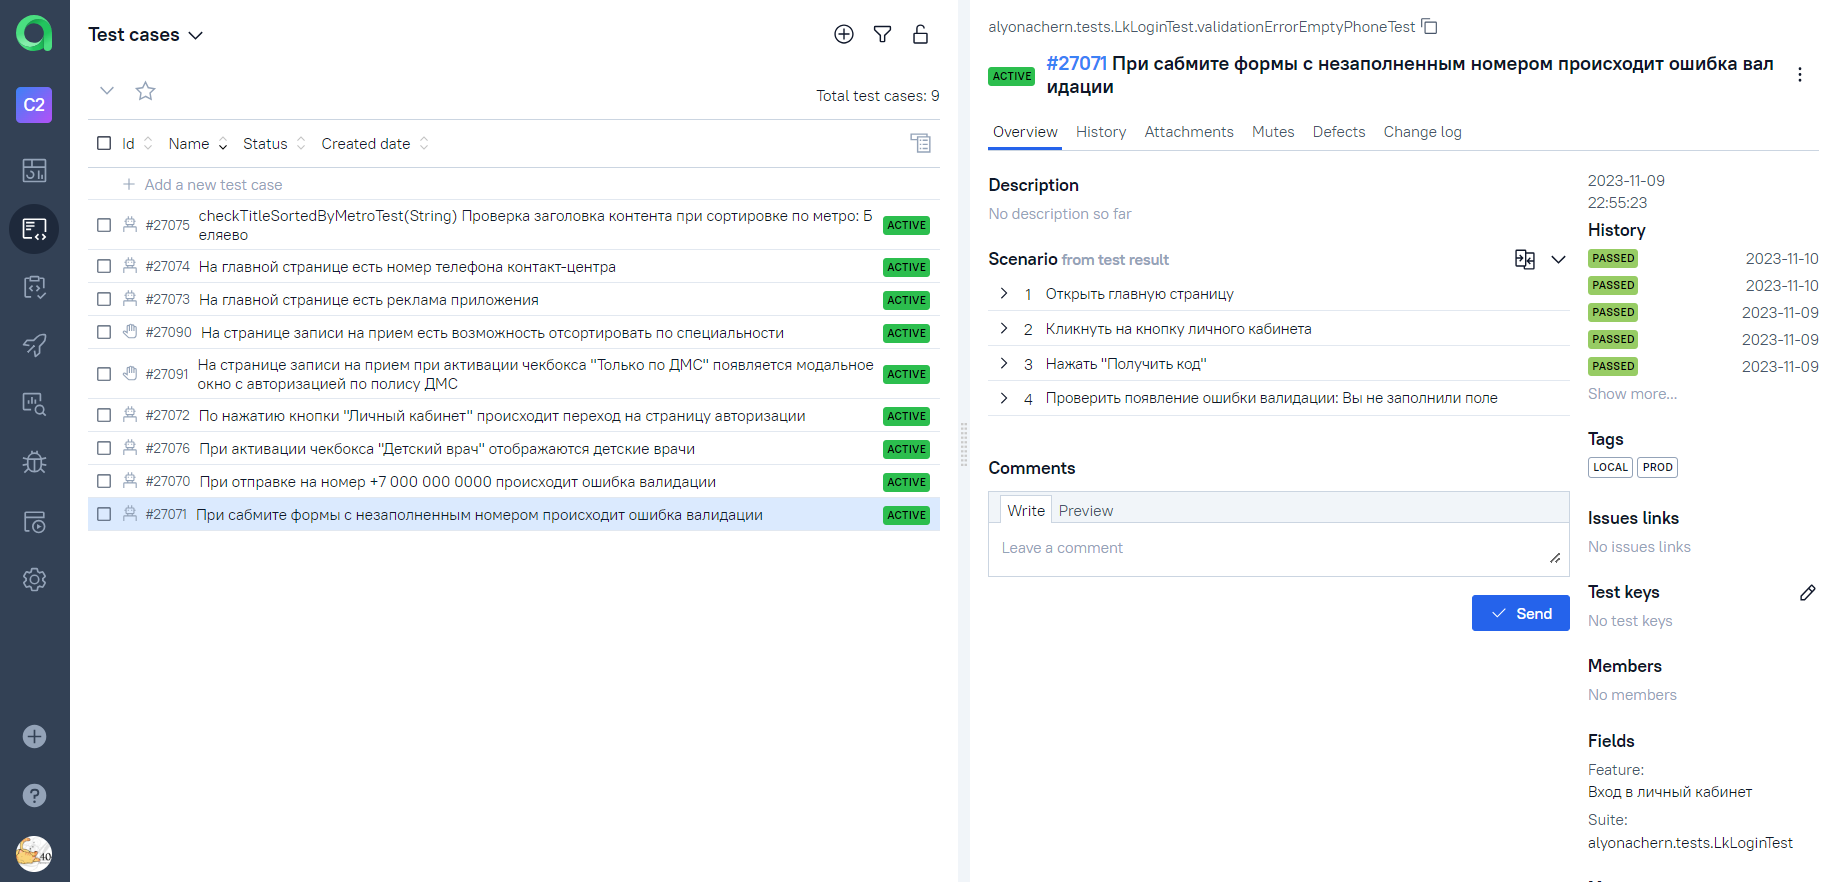 C2
Test cases
Total test cases: 9
Id Name Status Created date
Add a new test case
#27075 checkTitleSortedByMetroTest(String) Проверка заголовка контента при сортировке по метро: Б
еляево ACTIVE
#27074 На главной странице есть номер телефона контакт-центра ACTIVE
#27073 На главной странице есть реклама приложения ACTIVE
#27090 На странице записи на прием есть возможность отсортировать по специальности ACTIVE
#27091 На странице записи на прием при активации чекбокса "Только по ДМС" появляется модальное
окно с авторизацией по полису ДМС ACTIVE
#27072 По нажатию кнопки "Личный кабинет" происходит переход на страницу авторизации ACTIVE
#27076 При активации чекбокса "Детский врач" отображаются детские врачи ACTIVE
#27070 При отправке на номер +7 000 000 0000 происходит ошибка валидации ACTIVE
#27071 При сабмите формы с незаполненным номером происходит ошибка валидации ACTIVE
40
alyonachern.tests.LkLoginTest.validationErrorEmptyPhoneTest
ACTIVE #27071 При сабмите формы с незаполненным номером происходит ошибка вал
идации
Overview History Attachments Mutes Defects Change log
Description
No description so far
Scenario from test result
1 Открыть главную страницу
2 Кликнуть на кнопку личного кабинета
3 Нажать "Получить код"
4 Проверить появление ошибки валидации: Вы не заполнили поле
Comments
Write Preview
Leave a comment
Send
2023-11-09
22:55:23
History
PASSED 2023-11-10
PASSED 2023-11-10
PASSED 2023-11-09
PASSED 2023-11-09
PASSED 2023-11-09
Show more...
Tags
LOCAL PROD
Issues links
No issues links
Test keys
No test keys
Members
No members
Fields
Feature:
Вход в личный кабинет
Suite:
alyonachern.tests.LkLoginTest